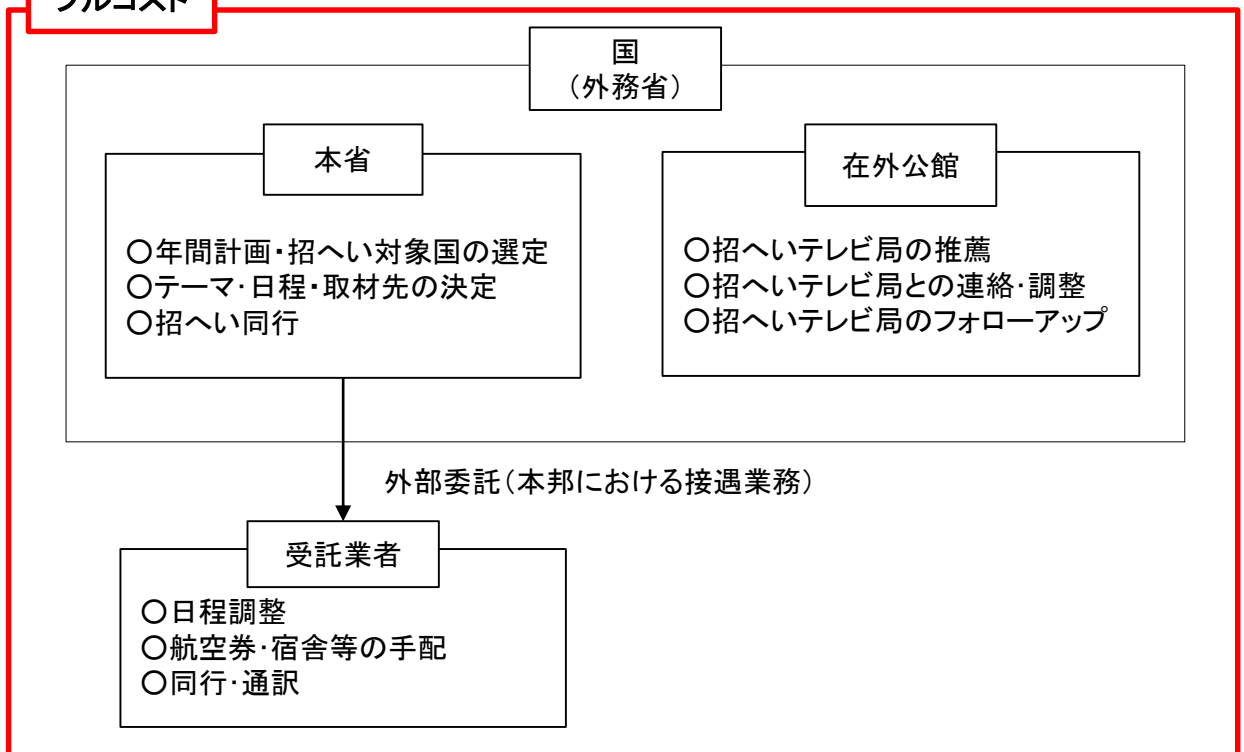 フルコスト
国
（外務省）
本省
○年間計画・招へい対象国の選定
○テーマ・日程・取材先の決定
○招へい同行
在外公館
○招へいテレビ局の推薦
○招へいテレビ局との連絡・調整
○招へいテレビ局のフォローアップ
外部委託（本邦における接遇業務）
受託業者
○日程調整
○航空券・宿舎等の手配
○同行・通訳